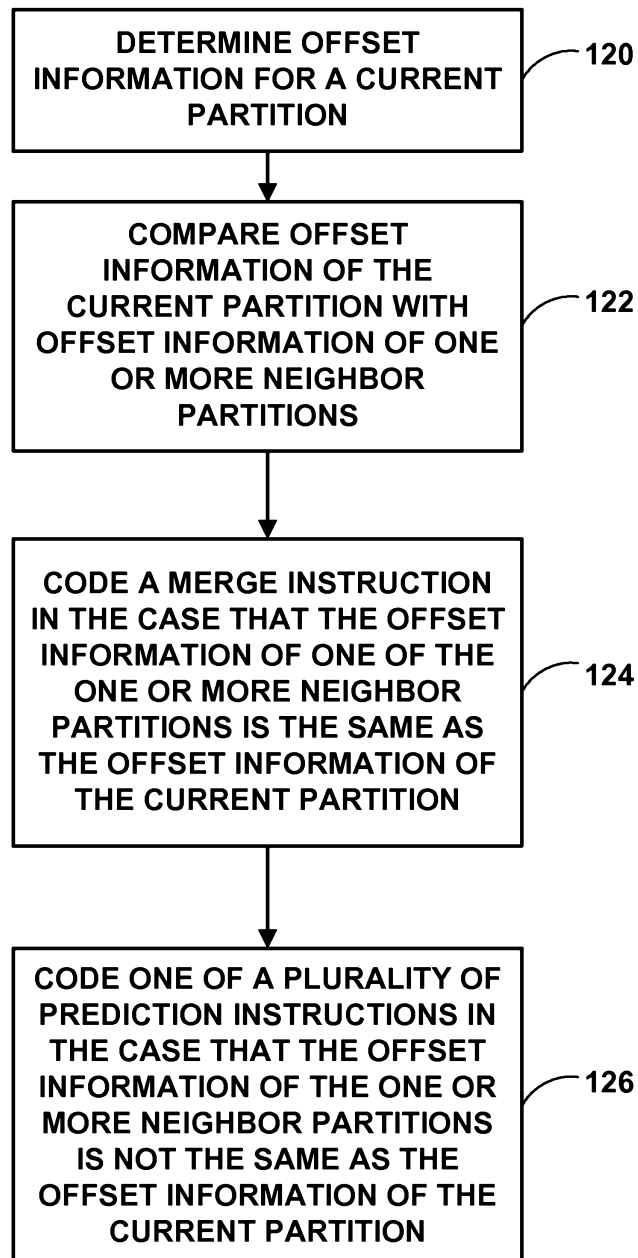 DETERMINE OFFSET
INFORMATION FOR A CURRENT
PARTITION
120
COMPARE OFFSET
INFORMATION OF THE
CURRENT PARTITION WITH
OFFSET INFORMATION OF ONE
OR MORE NEIGHBOR
PARTITIONS
122
CODE A MERGE INSTRUCTION
IN THE CASE THAT THE OFFSET
INFORMATION OF ONE OF THE
ONE OR MORE NEIGHBOR
PARTITIONS IS THE SAME AS
THE OFFSET INFORMATION OF
THE CURRENT PARTITION
124
CODE ONE OF A PLURALITY OF
PREDICTION INSTRUCTIONS IN
THE CASE THAT THE OFFSET
INFORMATION OF THE ONE OR
MORE NEIGHBOR PARTITIONS
IS NOT THE SAME AS THE
OFFSET INFORMATION OF THE
CURRENT PARTITION
126